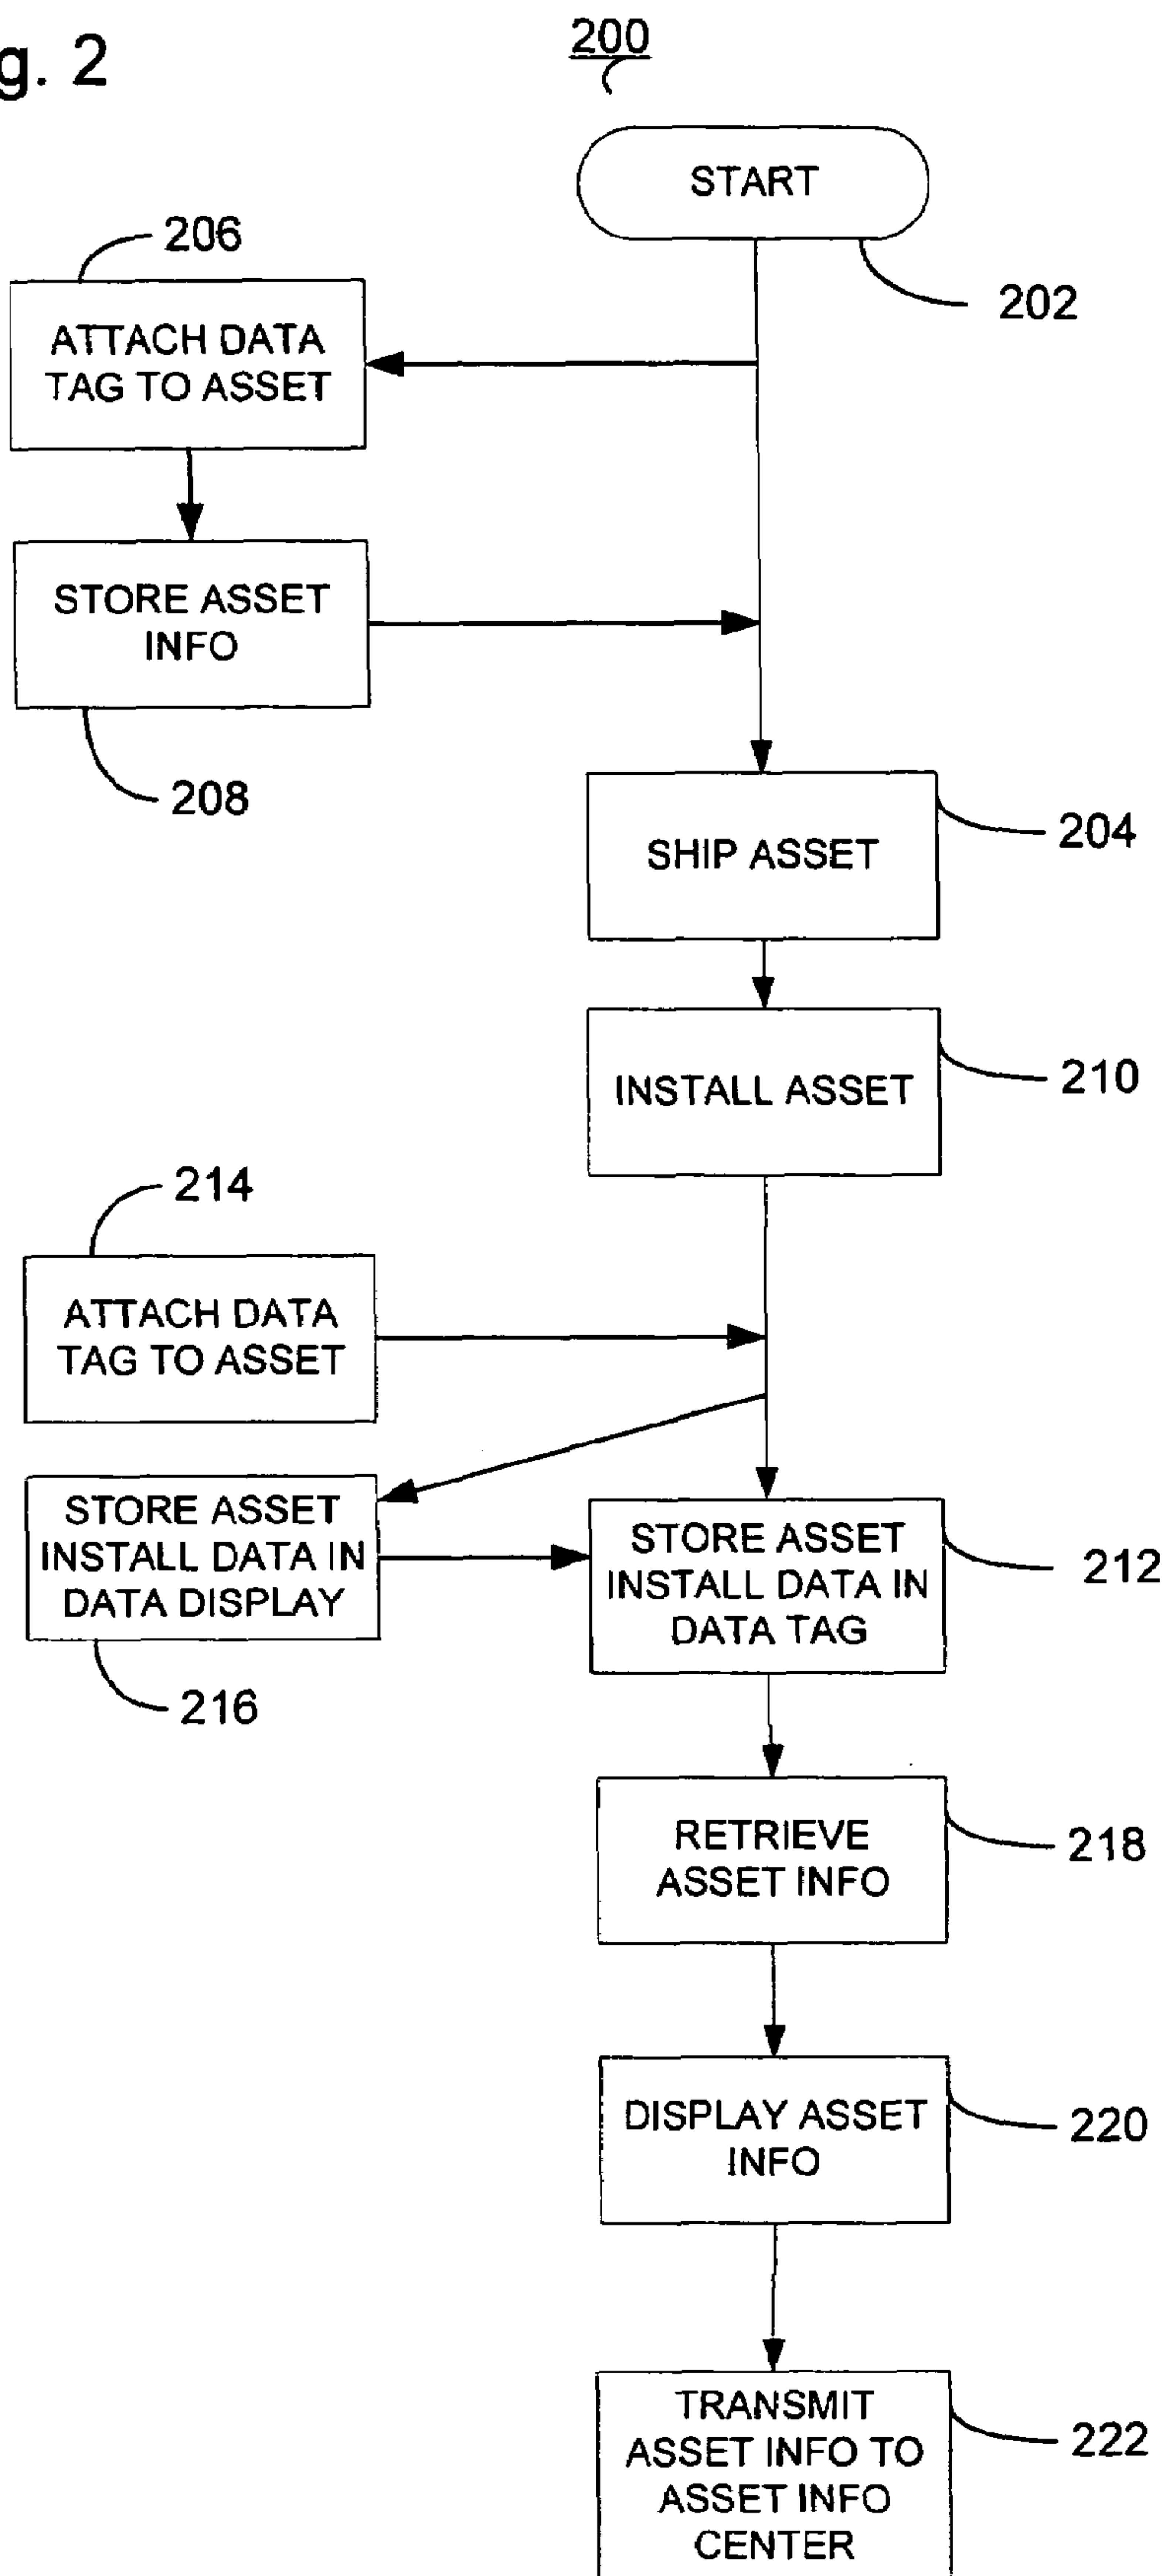 g. 2
200
START
202
206
ATTACH DATA
TAG TO ASSET
STORE ASSET
INFO
208
SHIP ASSET
204
INSTALL ASSET
210
214
ATTACH DATA
TAG TO ASSET
STORE ASSET
INSTALL DATA IN
DATA DISPLAY
216
STORE ASSET
INSTALL DATA IN
DATA TAG
212
RETRIEVE
ASSET INFO
218
DISPLAY ASSET
INFO
220
TRANSMIT
ASSET INFO TO
ASSET INFO
CENTER
222